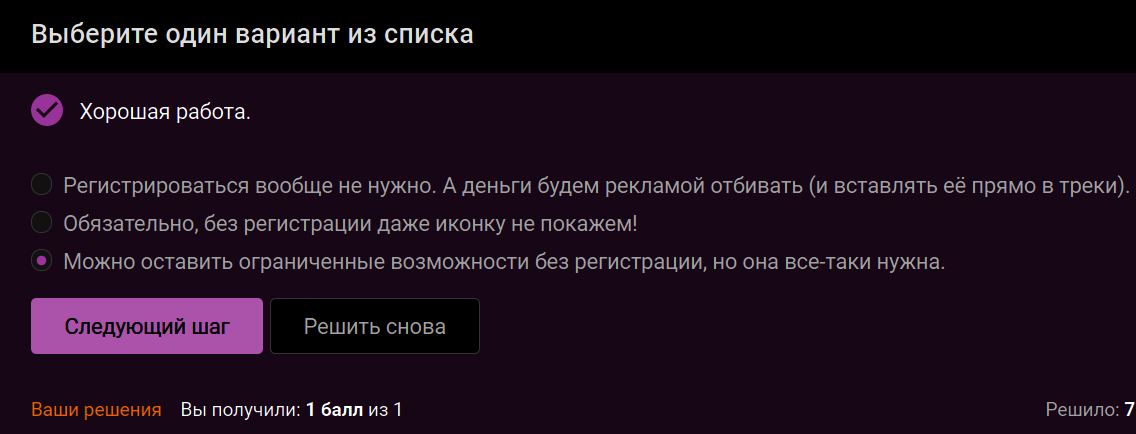 Выберите один вариант из списка
Хорошая работа.
Регистрироваться вообще не нужно. А деньги будем рекламой отбивать (и вставлять её прямо в треки).
Обязательно, без регистрации даже иконку не покажем!
Можно оставить ограниченные возможности без регистрации, но она все-таки нужна.
Следующий шаг Решить снова
Ваши решения Вы получили: 1 балл из 1 Решило: 7